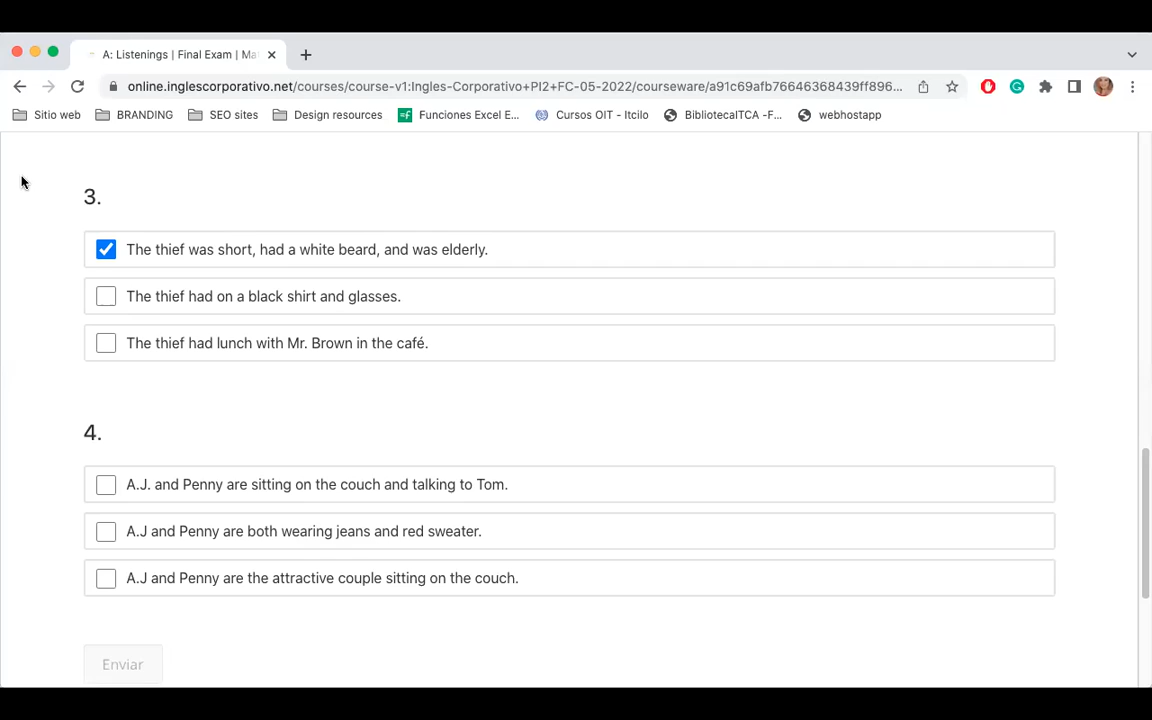 A: Listenings | Final Exam | Ma
online.inglescorporativo.net/courses/course-v1:Ingles-Corporativo+PI2+FC-05-2022/courseware/a91c69afb76646368439ff896...
Sitio web BRANDING SEO sites Design resources Funciones Excel E... Cursos OIT - Itcilo BibliotecaITCA -F... webhostapp
3.
The thief was short, had a white beard, and was elderly.
The thief had on a black shirt and glasses.
The thief had lunch with Mr. Brown in the café.
4.
A.J. and Penny are sitting on the couch and talking to Tom.
A.J and Penny are both wearing jeans and red sweater.
A.J and Penny are the attractive couple sitting on the couch.
Enviar